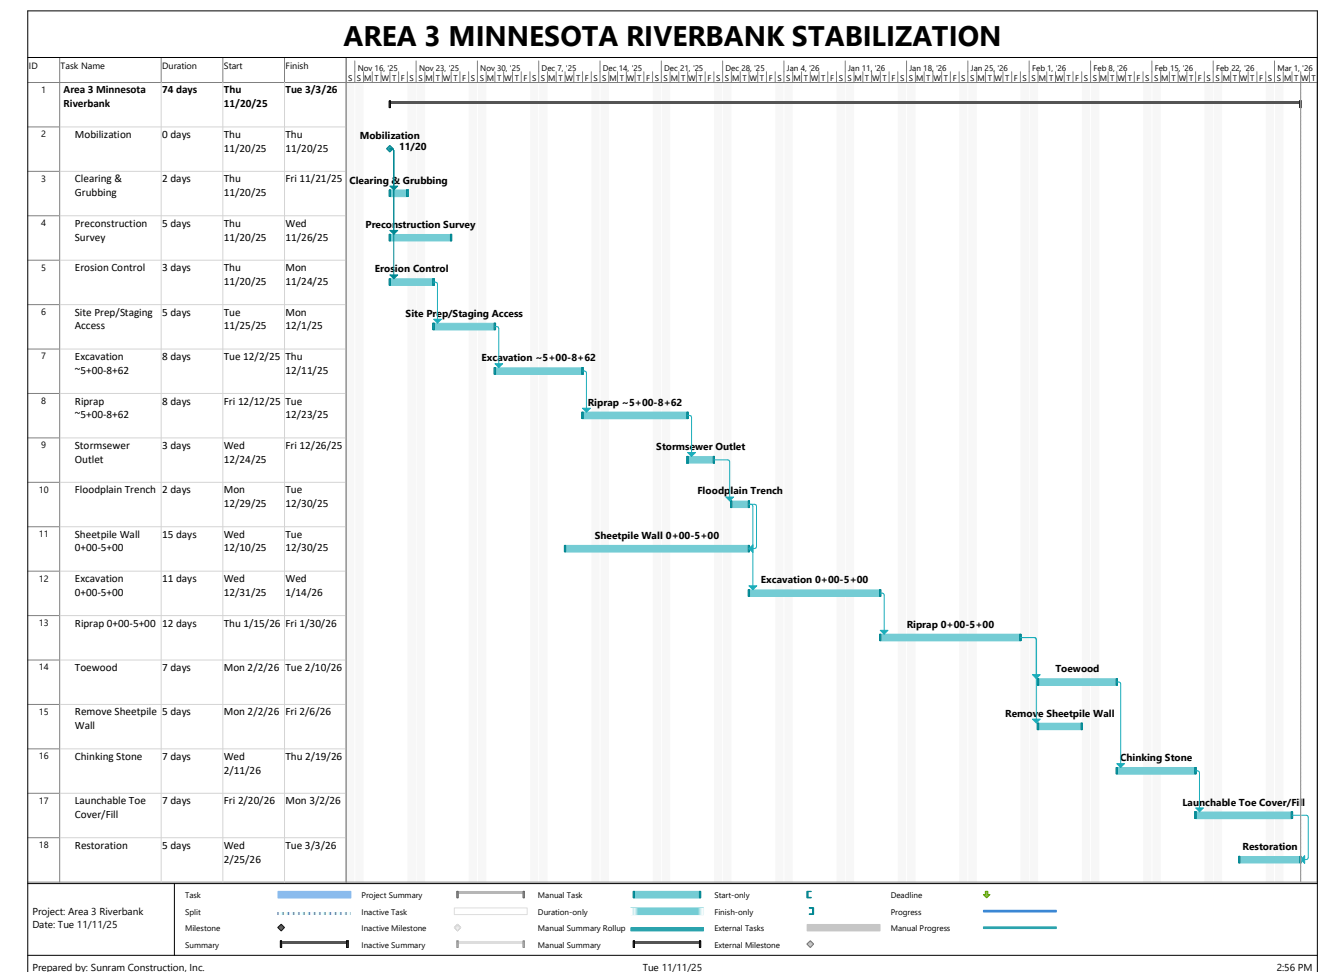 AREA 3 MINNESOTA RIVERBANK STABILIZATION
ID Task Name Duration Start Finish Nov 16, '25 Nov 23, '25 Nov 30, '25 Dec 7, '25 Dec 14, '25 Dec 21, '25 Dec 28, '25 Jan 4, '26 Jan 11, '26 Jan 18, '26 Jan 25, '26 Feb 1, '26 Feb 8, '26 Feb 15, '26 Feb 22, '26 Mar 1, '26
S S M T W T F S S M T W T F S S M T W T F S S M T W T F S S M T W T F S S M T W T F S S M T W T F S S M T W T F S S M T W T F S S M T W T F S S M T W T F S S M T W T F S S M T W T F S S M T W T F S S M T W T F S S M T W T
1 Area 3 Minnesota 74 days Thu Tue 3/3/26
Riverbank 11/20/25
2 Mobilization 0 days Thu Thu
11/20/25 11/20/25
Mobilization
11/20
3 Clearing & 2 days Thu Fri 11/21/25
Grubbing 11/20/25
Clearing & Grubbing
4 Preconstruction 5 days Thu Wed
Survey 11/20/25 11/26/25
Preconstruction Survey
5 Erosion Control 3 days Thu Mon
11/20/25 11/24/25
Erosion Control
6 Site Prep/Staging 5 days Tue Mon
Access 11/25/25 12/1/25
Site Prep/Staging Access
7 Excavation 8 days Tue 12/2/25 Thu
~5+00-8+62 12/11/25
Excavation ~5+00-8+62
8 Riprap 8 days Fri 12/12/25 Tue
~5+00-8+62 12/23/25
Riprap ~5+00-8+62
9 Stormsewer 3 days Wed Fri 12/26/25
Outlet 12/24/25
Stormsewer Outlet
10 Floodplain Trench 2 days Mon Tue
12/29/25 12/30/25
Floodplain Trench
11 Sheetpile Wall 15 days Wed Tue
0+00-5+00 12/10/25 12/30/25
Sheetpile Wall 0+00-5+00
12 Excavation 11 days Wed Wed
0+00-5+00 12/31/25 1/14/26
Excavation 0+00-5+00
13 Riprap 0+00-5+00 12 days Thu 1/15/26 Fri 1/30/26
Riprap 0+00-5+00
14 Toewood 7 days Mon 2/2/26 Tue 2/10/26
Toewood
15 Remove Sheetpile 5 days Mon 2/2/26 Fri 2/6/26
Wall
Remove Sheetpile Wall
16 Chinking Stone 7 days Wed Thu 2/19/26
2/11/26
Chinking Stone
17 Launchable Toe 7 days Fri 2/20/26 Mon 3/2/26
Cover/Fill
Launchable Toe Cover/Fill
18 Restoration 5 days Wed Tue 3/3/26
2/25/26
Restoration
Project: Area 3 Riverbank
Date: Tue 11/11/25
Task Project Summary Manual Task Start-only Deadline
Split Inactive Task Duration-only Finish-only Progress
Milestone Inactive Milestone Manual Summary Rollup External Tasks Manual Progress
Summary Inactive Summary Manual Summary External Milestone
Prepared by: Sunram Construction, Inc. Tue 11/11/25 2:56 PM